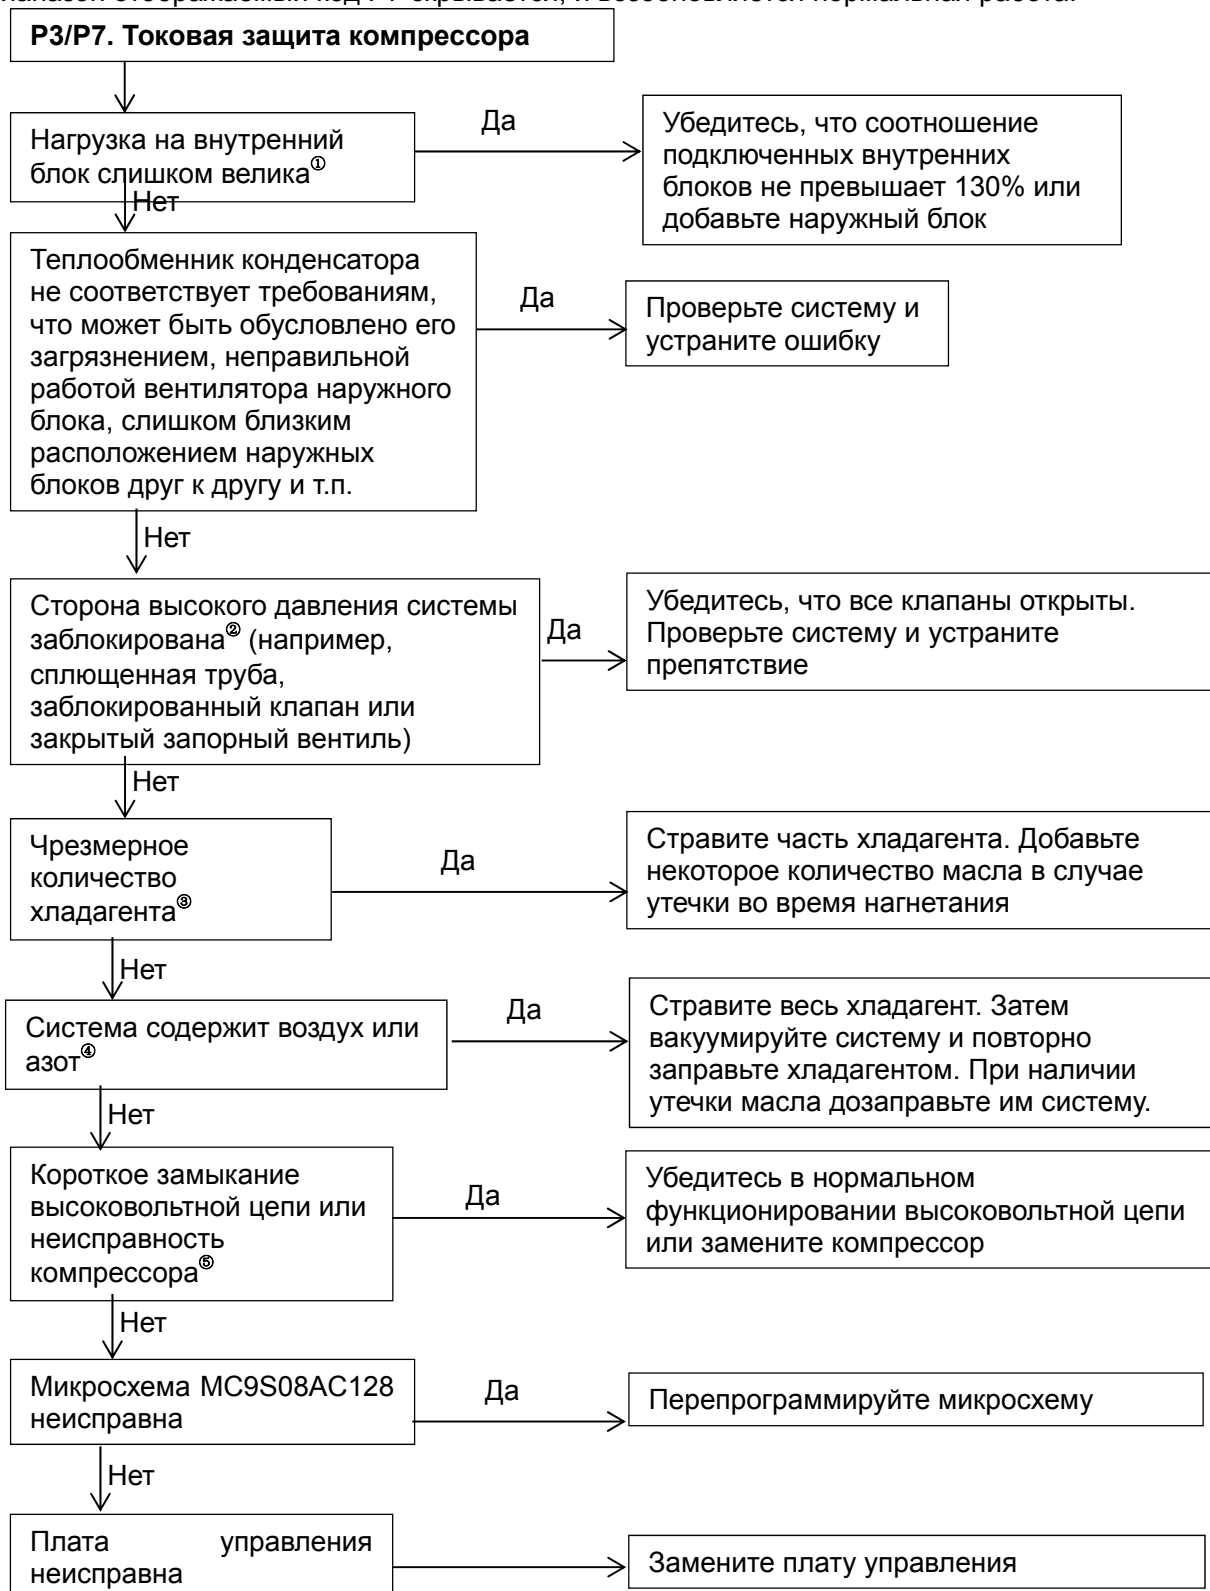 P3/P7. Токовая защита компрессора
Нагрузка на внутренний
блок слишком велика①
Да
Убедитесь, что соотношение
подключенных внутренних
блоков не превышает 130% или
добавьте наружный блок
Нет
Теплообменник конденсатора
не соответствует требованиям,
что может быть обусловлено его
загрязнением, неправильной
работой вентилятора наружного
блока, слишком близким
расположением наружных
блоков друг к другу и т.п.
Да
Проверьте систему и
устраните ошибку
Нет
Сторона высокого давления системы
заблокирована② (например,
сплющенная труба,
заблокированный клапан или
закрытый запорный вентиль)
Да
Убедитесь, что все клапаны открыты.
Проверьте систему и устраните
препятствие
Нет
Чрезмерное
количество
хладагента③
Да
Стравите часть хладагента. Добавьте
некоторое количество масла в случае
утечки во время нагнетания
Нет
Система содержит воздух или
азот④
Да
Стравите весь хладагент. Затем
вакуумируйте систему и повторно
заправьте хладагентом. При наличии
утечки масла дозаправьте им систему.
Нет
Короткое замыкание
высоковольтной цепи или
неисправность
компрессора⑤
Да
Убедитесь в нормальном
функционировании высоковольтной цепи
или замените компрессор
Нет
Микросхема MC9S08AC128
неисправна
Да
Перепрограммируйте микросхему
Нет
Плата управления
неисправна
Замените плату управления